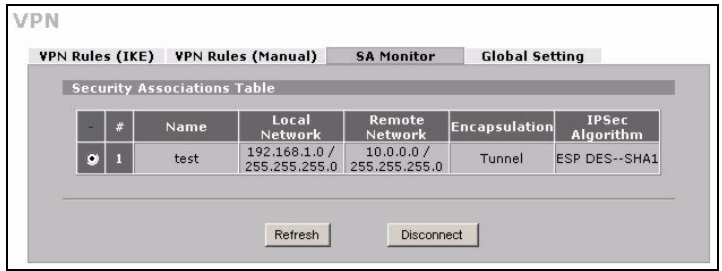 VPN
VPN Rules (IKE) VPN Rules (Manual) SA Monitor Global Setting
Security Associations Table
- # Name Local Network Remote Network Encapsulation IPSec Algorithm
1 test 192.168.1.0 / 255.255.255.0 10.0.0.0 / 255.255.255.0 Tunnel ESP DES--SHA1
Refresh Disconnect